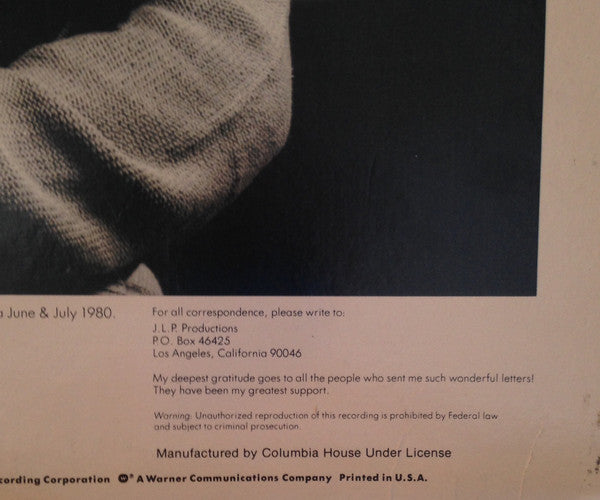 June & July 1980.
For all correspondence, please write to:
J.L.P. Productions
P.O. Box 46425
Los Angeles, California 90046
My deepest gratitude goes to all the people who sent me such wonderful letters!
They have been my greatest support.
Warning: Unauthorized reproduction of this recording is prohibited by Federal law
and subject to criminal prosecution.
Manufactured by Columbia House Under License
cording Corporation W® A Warner Communications Company Printed in U.S.A.